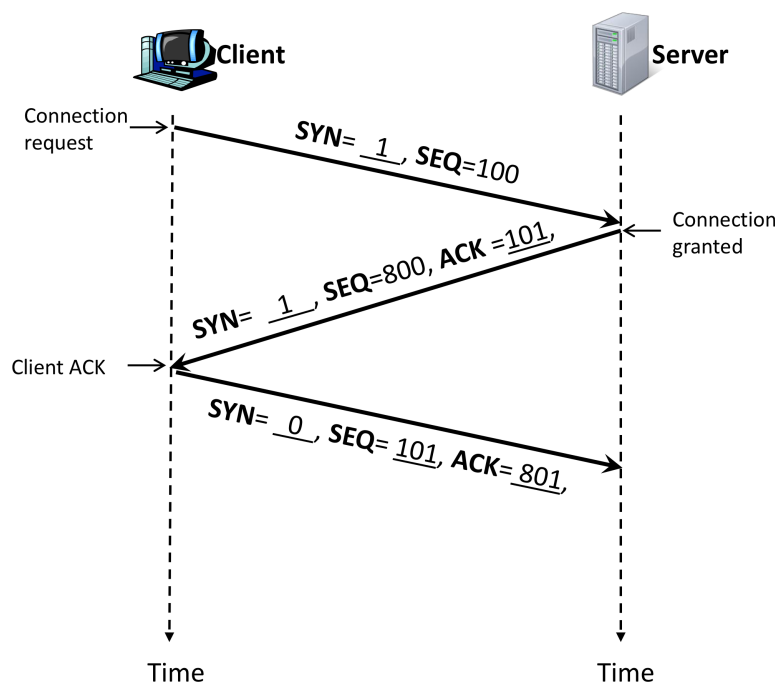 Client
Server
Connection
request
SYN= 1, SEQ=100
Connection
granted
SYN= 1, SEQ=800, ACK =101,
Client ACK
SYN= 0, SEQ= 101, ACK= 801,
Time
Time